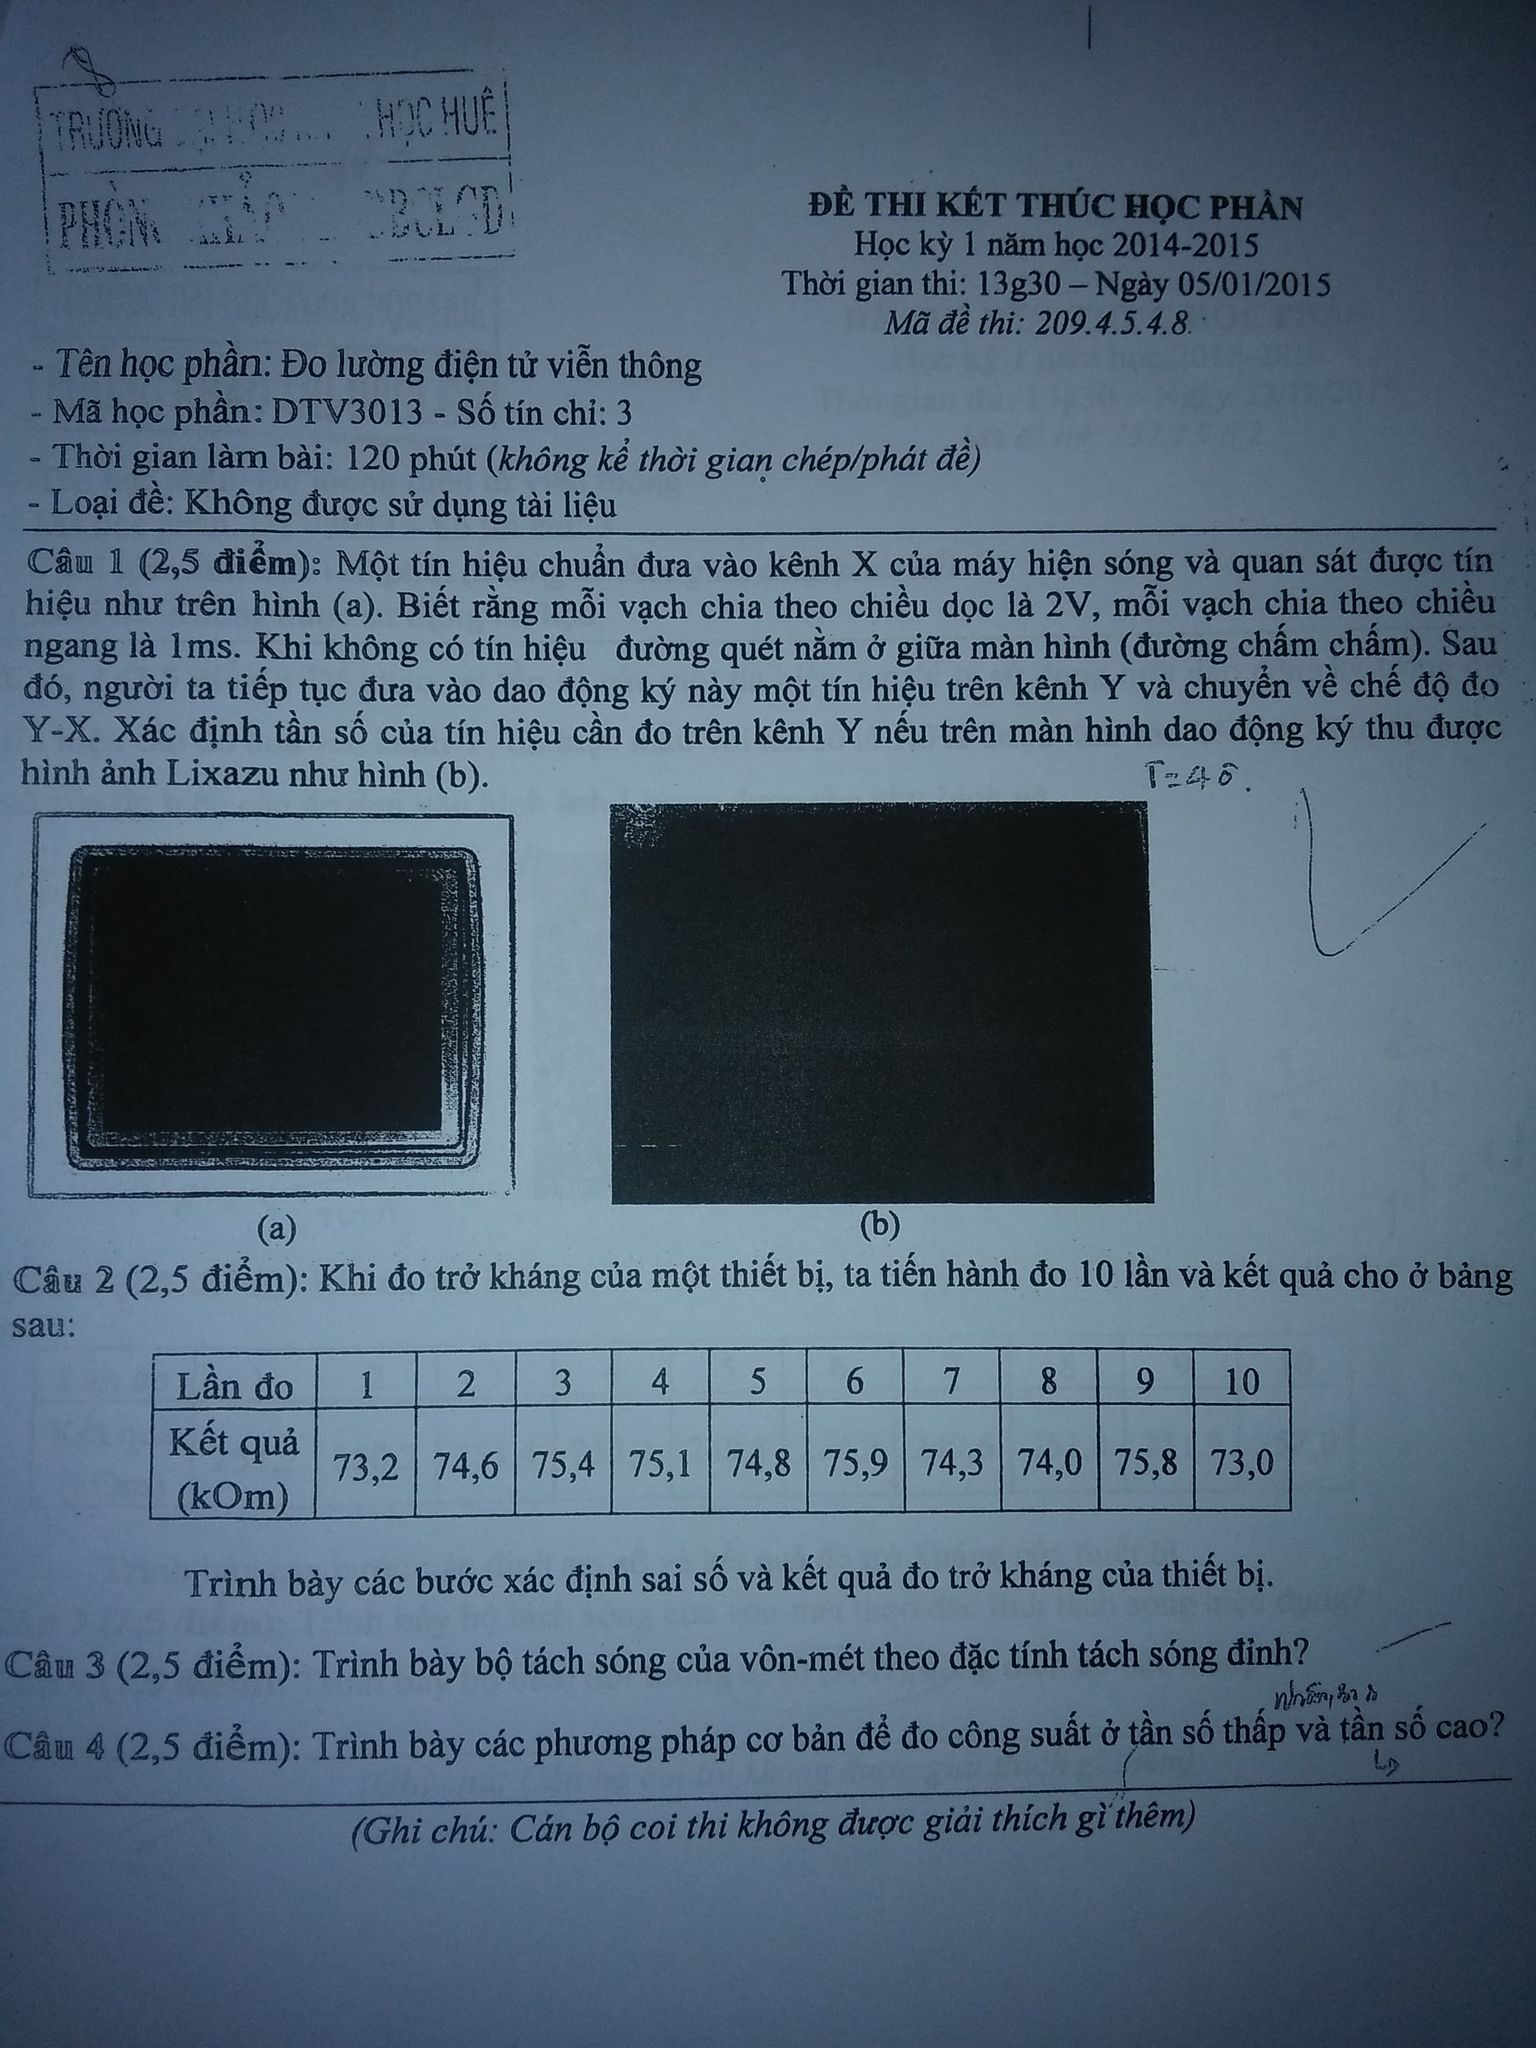 TRƯỜNG HỌC HUẾ
PHÒNG KHẢO
ĐỀ THI KẾT THÚC HỌC PHẦN
Học kỳ 1 năm học 2014-2015
Thời gian thi: 13g30 – Ngày 05/01/2015
Mã đề thi: 209.4.5.4.8.
- Tên học phần: Đo lường điện tử viễn thông
- Mã học phần: DTV3013 - Số tín chỉ: 3
- Thời gian làm bài: 120 phút (không kể thời gian chép/phát đề)
- Loại đề: Không được sử dụng tài liệu
Câu 1 (2,5 điểm): Một tín hiệu chuẩn đưa vào kênh X của máy hiện sóng và quan sát được tín
hiệu như trên hình (a). Biết rằng mỗi vạch chia theo chiều dọc là 2V, mỗi vạch chia theo chiều
ngang là 1ms. Khi không có tín hiệu đường quét nằm ở giữa màn hình (đường chấm chấm). Sau
đó, người ta tiếp tục đưa vào dao động ký này một tín hiệu trên kênh Y và chuyển về chế độ đo
Y-X. Xác định tần số của tín hiệu cần đo trên kênh Y nếu trên màn hình dao động ký thu được
hình ảnh Lixazu như hình (b).
T=4ô.
(a) (b)
Câu 2 (2,5 điểm): Khi đo trở kháng của một thiết bị, ta tiến hành đo 10 lần và kết quả cho ở bảng
sau:
Lần đo 1 2 3 4 5 6 7 8 9 10
Kết quả
(kOm) 73,2 74,6 75,4 75,1 74,8 75,9 74,3 74,0 75,8 73,0
Trình bày các bước xác định sai số và kết quả đo trở kháng của thiết bị.
Câu 3 (2,5 điểm): Trình bày bộ tách sóng của vôn-mét theo đặc tính tách sóng đỉnh?
Câu 4 (2,5 điểm): Trình bày các phương pháp cơ bản để đo công suất ở tần số thấp và tần số cao?
(Ghi chú: Cán bộ coi thi không được giải thích gì thêm)